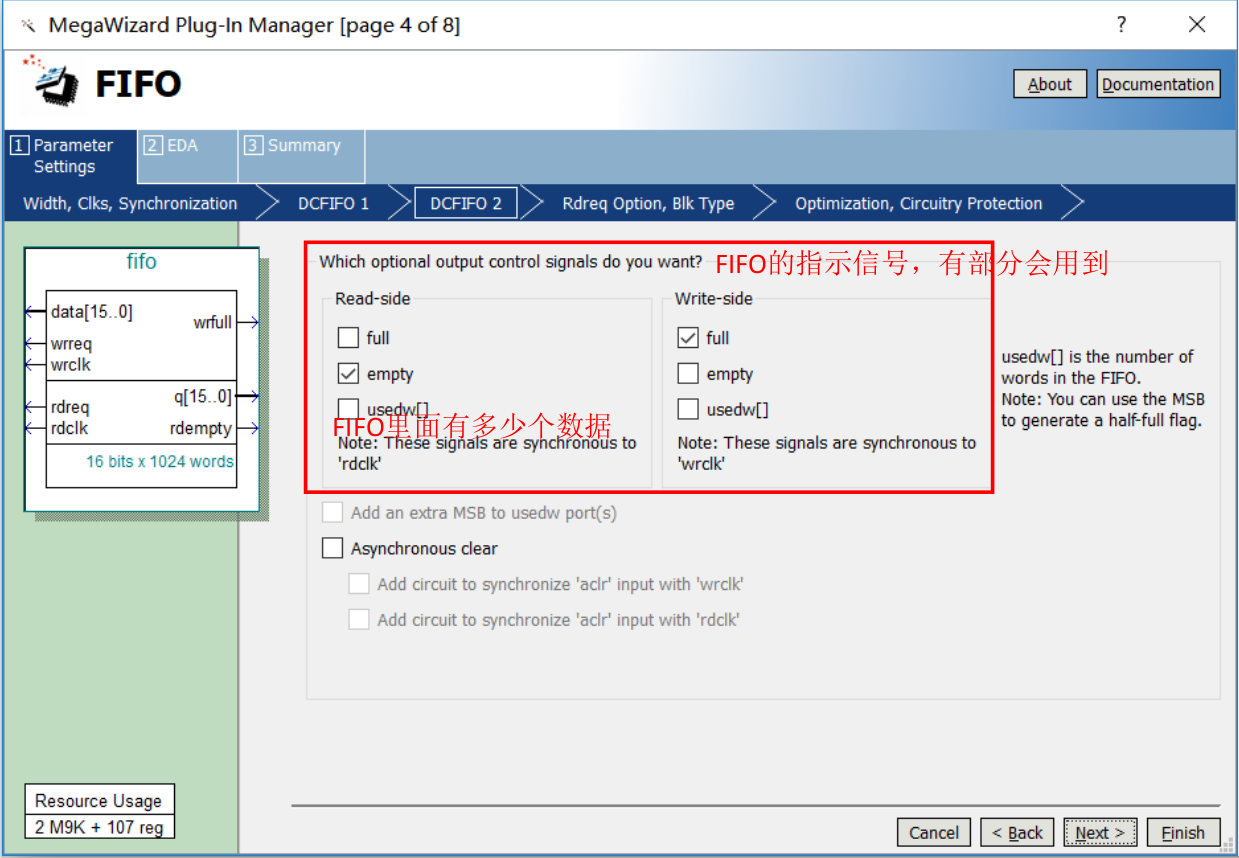 MegaWizard Plug-In Manager [page 4 of 8]
?
FIFO
About
Documentation
1 Parameter Settings
2 EDA
3 Summary
Width, Clks, Synchronization
DCFIFO 1
DCFIFO 2
Rdreq Option, Blk Type
Optimization, Circuitry Protection
fifo
data[15..0]
wrfull
wrreq
wrclk
q[15..0]
rdreq
rdclk
rdempty
16 bits x 1024 words
Which optional output control signals do you want?
FIFO的指示信号，有部分会用到
Read-side
full
empty
usedw[]
FIFO里面有多少个数据
Note: These signals are synchronous to
'rdclk'
Write-side
full
empty
usedw[]
Note: These signals are synchronous to
'wrclk'
usedw[] is the number of
words in the FIFO.
Note: You can use the MSB
to generate a half-full flag.
Add an extra MSB to usedw port(s)
Asynchronous clear
Add circuit to synchronize 'aclr' input with 'wrclk'
Add circuit to synchronize 'aclr' input with 'rdclk'
Resource Usage
2 M9K + 107 reg
Cancel
< Back
Next >
Finish